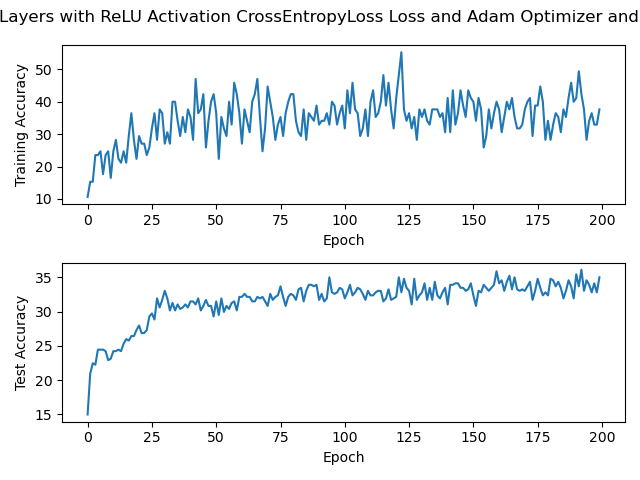 Layers with ReLU Activation CrossEntropyLoss Loss and Adam Optimizer and
Training Accuracy
50
40
30
20
10
0 25 50 75 100 125 150 175 200
Epoch
Test Accuracy
35
30
25
20
15
0 25 50 75 100 125 150 175 200
Epoch